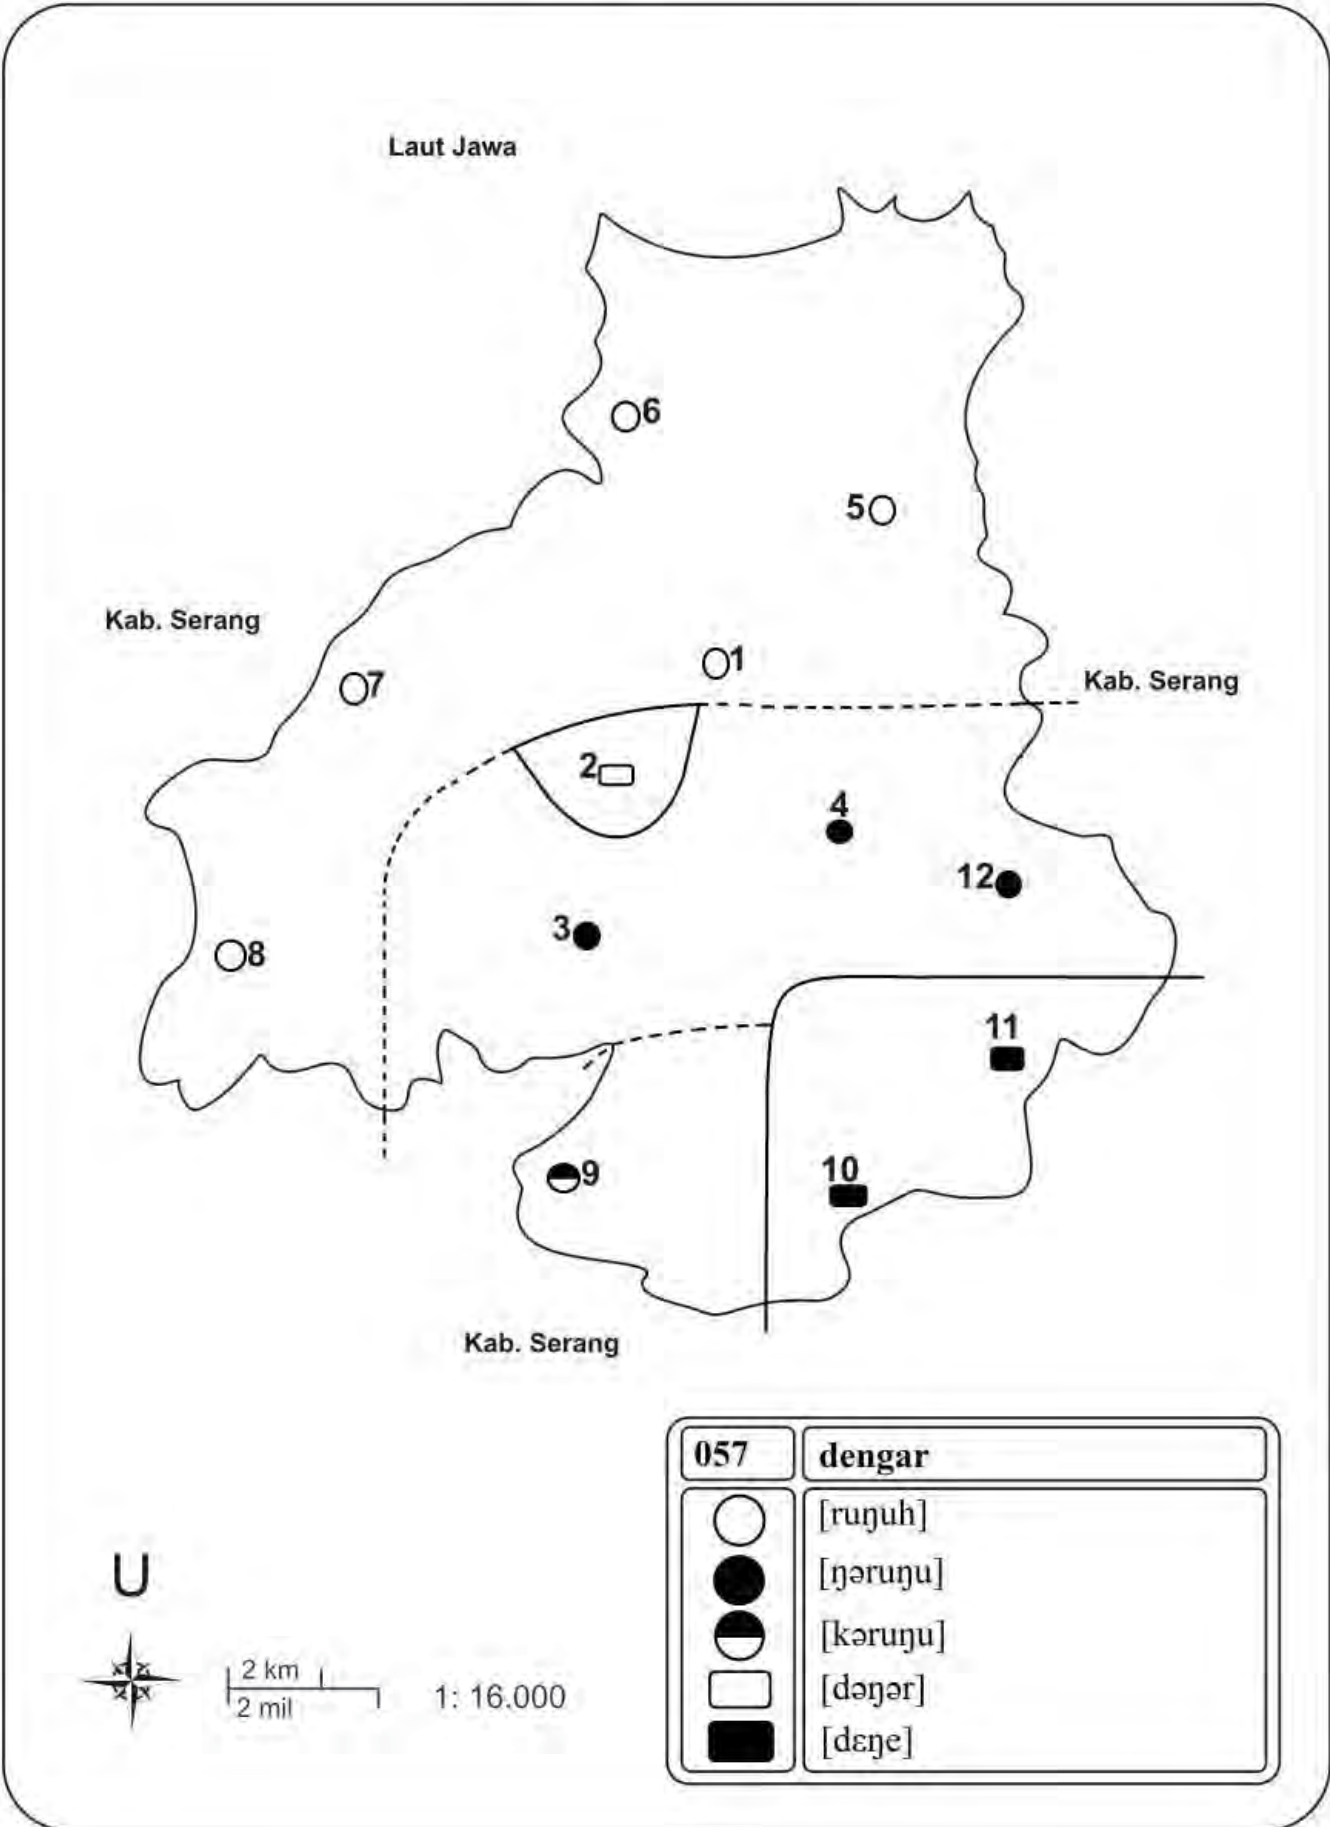 Laut Jawa
6
5
Kab. Serang
1
7
Kab. Serang
2
4
12
3
8
11
9
10
Kab. Serang
057 dengar
[ruŋuh]
[ŋəruŋu]
[kəruŋu]
[dəŋər]
[dɛŋe]
U
2 km
2 mil
1: 16.000